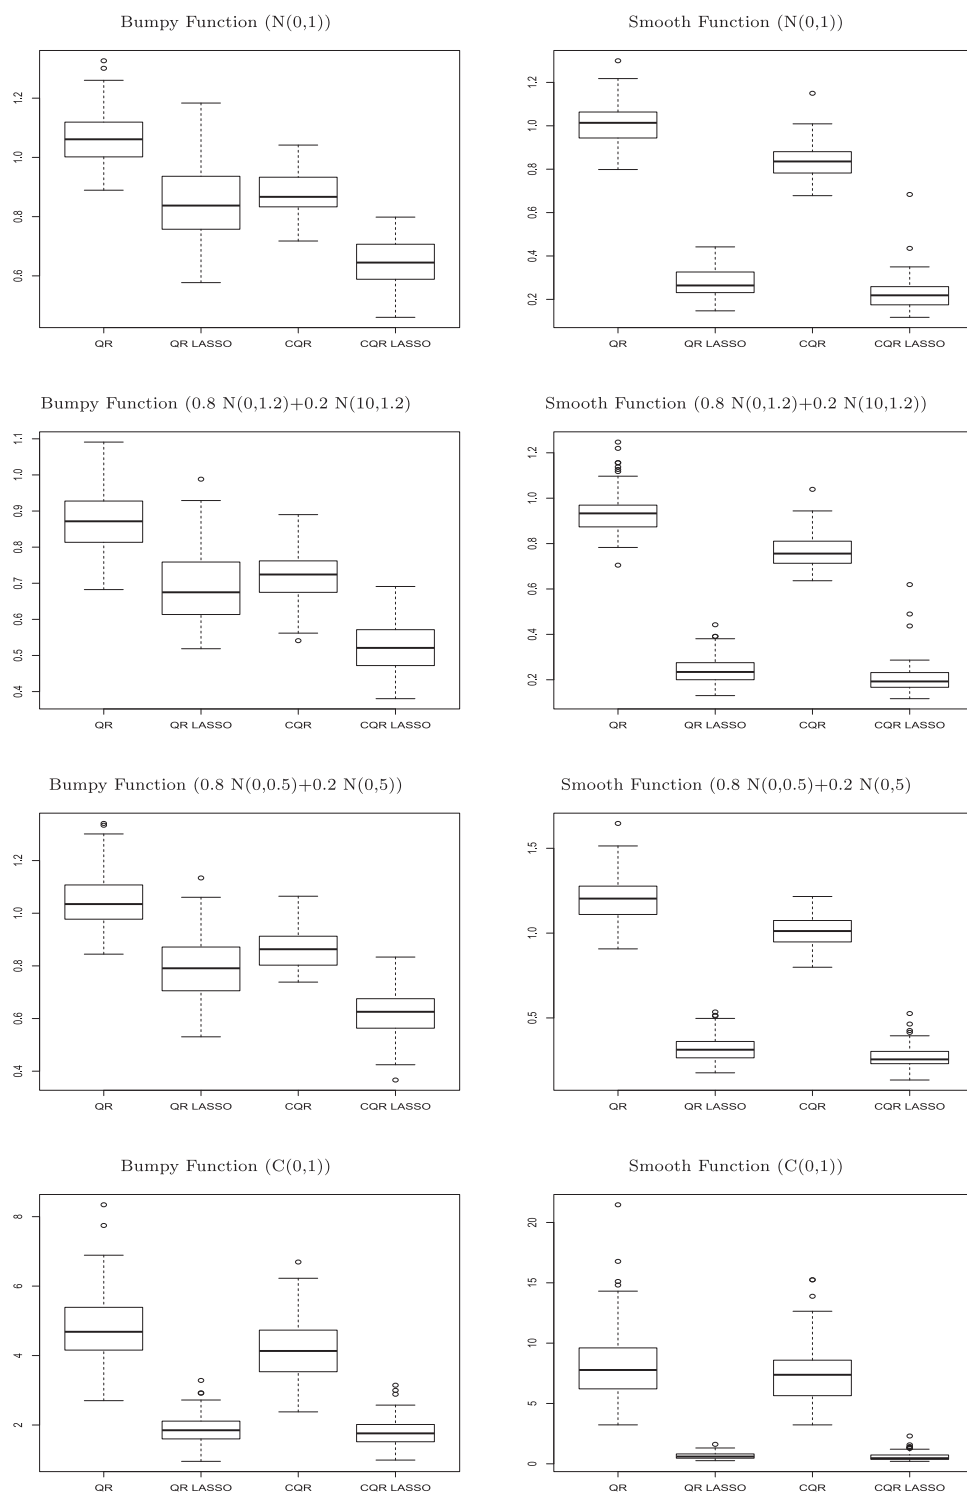 Bumpy Function (N(0,1))
Smooth Function (N(0,1))
1.2
1.0
0.8
0.6
QR QR LASSO CQR CQR LASSO
1.2
1.0
0.8
0.6
0.4
0.2
QR QR LASSO CQR CQR LASSO
Bumpy Function (0.8 N(0,1.2)+0.2 N(10,1.2)
Smooth Function (0.8 N(0,1.2)+0.2 N(10,1.2))
1.1
1.0
0.9
0.8
0.7
0.6
0.5
0.4
QR QR LASSO CQR CQR LASSO
1.2
1.0
0.8
0.6
0.4
0.2
QR QR LASSO CQR CQR LASSO
Bumpy Function (0.8 N(0,0.5)+0.2 N(0,5))
Smooth Function (0.8 N(0,0.5)+0.2 N(0,5)
1.2
1.0
0.8
0.6
0.4
QR QR LASSO CQR CQR LASSO
1.5
1.0
0.5
QR QR LASSO CQR CQR LASSO
Bumpy Function (C(0,1))
Smooth Function (C(0,1))
8
6
4
2
QR QR LASSO CQR CQR LASSO
20
15
10
5
0
QR QR LASSO CQR CQR LASSO